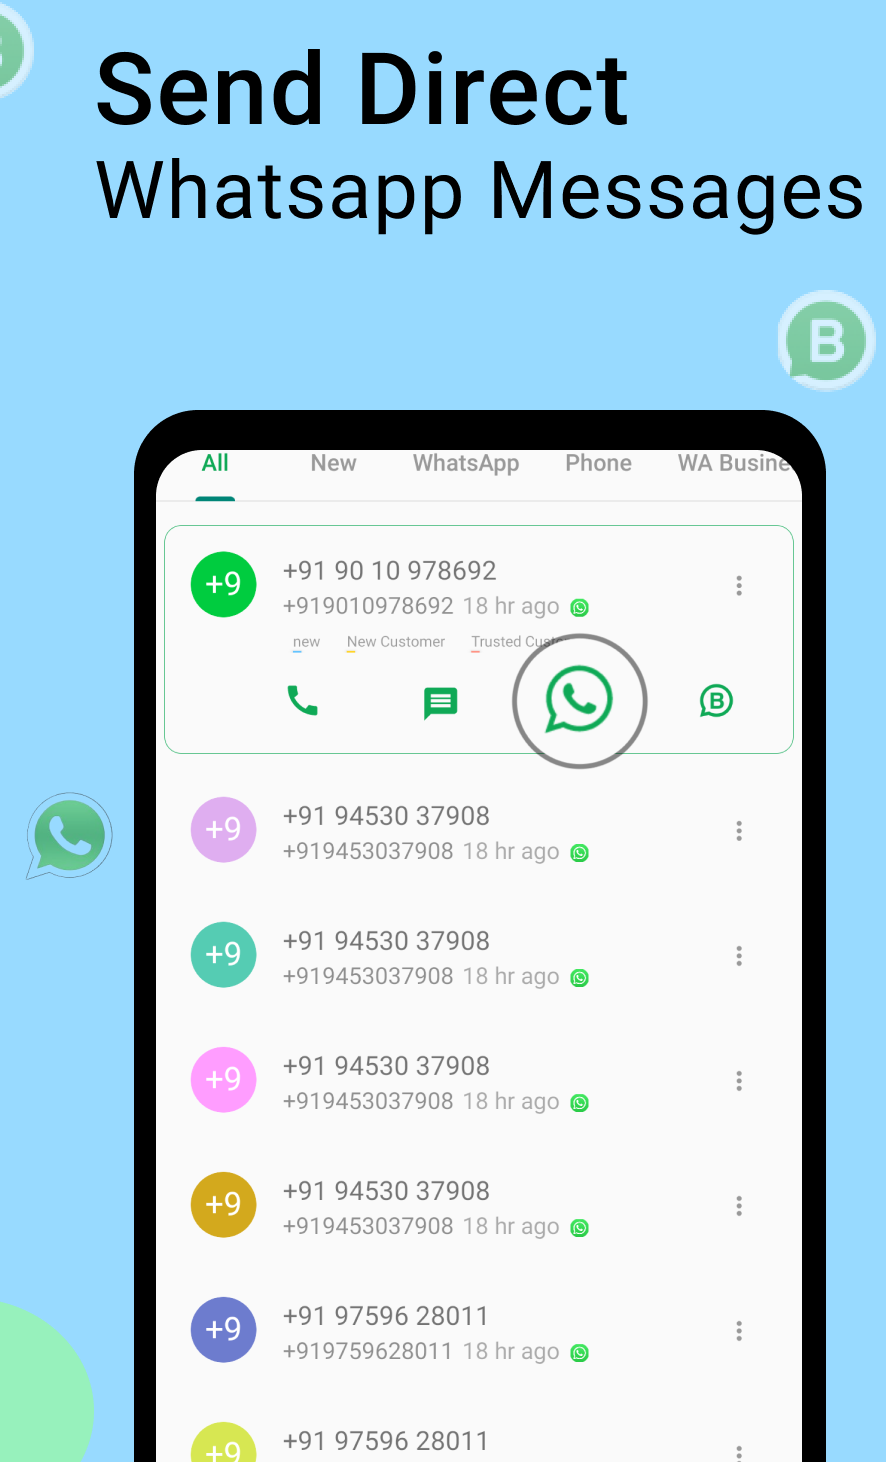 Send Direct
Whatsapp Messages
B
All New WhatsApp Phone WA Busine
+9
+91 90 10 978692
+919010978692 18 hr ago
new New Customer Trusted Custo
B
+9
+91 94530 37908
+919453037908 18 hr ago
+9
+91 94530 37908
+919453037908 18 hr ago
+9
+91 94530 37908
+919453037908 18 hr ago
+9
+91 94530 37908
+919453037908 18 hr ago
+9
+91 97596 28011
+919759628011 18 hr ago
+9
+91 97596 28011